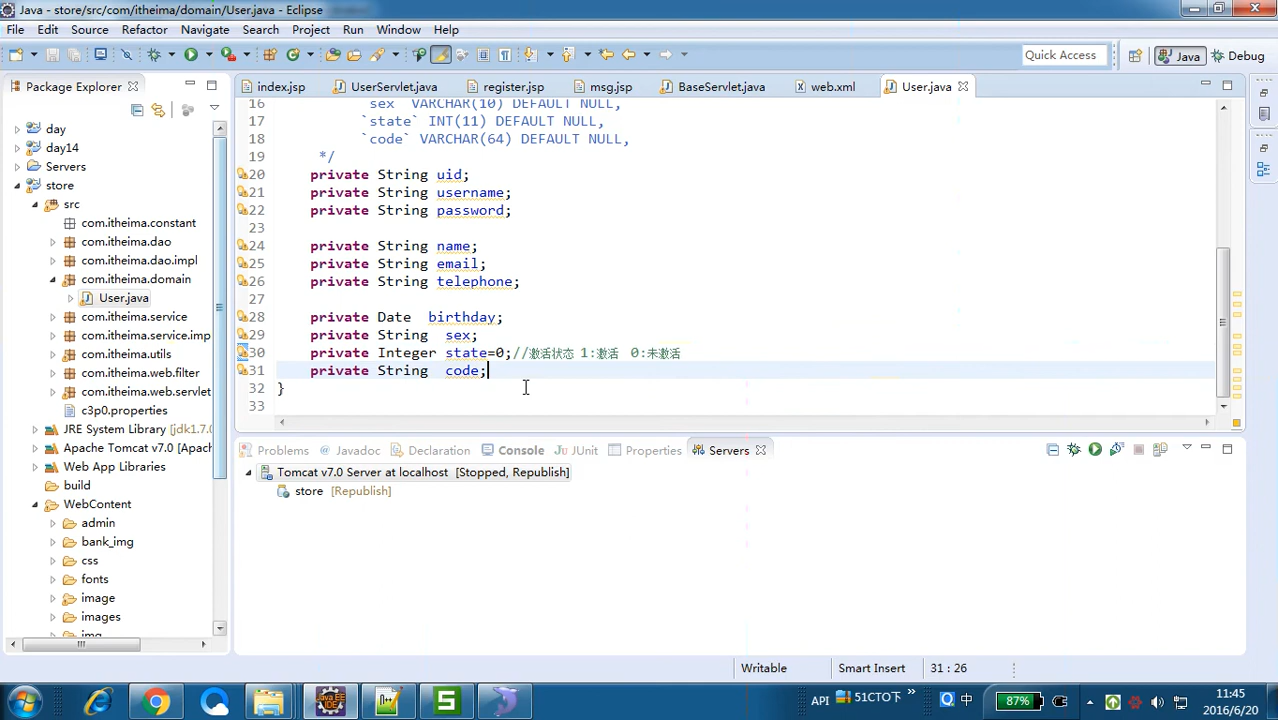 Java - store/src/com/itheima/domain/User.java - Eclipse
File Edit Source Refactor Navigate Search Project Run Window Help
Quick Access
Java
Debug
Package Explorer
index.jsp
UserServlet.java
register.jsp
msg.jsp
BaseServlet.java
web.xml
User.java
day
day14
Servers
store
src
com.itheima.constant
com.itheima.dao
com.itheima.dao.impl
com.itheima.domain
User.java
com.itheima.service
com.itheima.service.imp
com.itheima.utils
com.itheima.web.filter
com.itheima.web.servlet
c3p0.properties
JRE System Library [jdk1.7.0
Apache Tomcat v7.0 [Apach
Web App Libraries
build
WebContent
admin
bank_img
css
fonts
image
images
img
16 `sex` VARCHAR(10) DEFAULT NULL,
17 `state` INT(11) DEFAULT NULL,
18 `code` VARCHAR(64) DEFAULT NULL,
19 */
20 private String uid;
21 private String username;
22 private String password;
23
24 private String name;
25 private String email;
26 private String telephone;
27
28 private Date birthday;
29 private String sex;
30 private Integer state=0;//激活状态 1:激活 0:未激活
31 private String code;
32 }
33
Problems
Javadoc
Declaration
Console
JUnit
Properties
Servers
Tomcat v7.0 Server at localhost [Stopped, Republish]
store [Republish]
Writable
Smart Insert
31 : 26
API
51CTO下
»
中
87%
11:45
2016/6/20